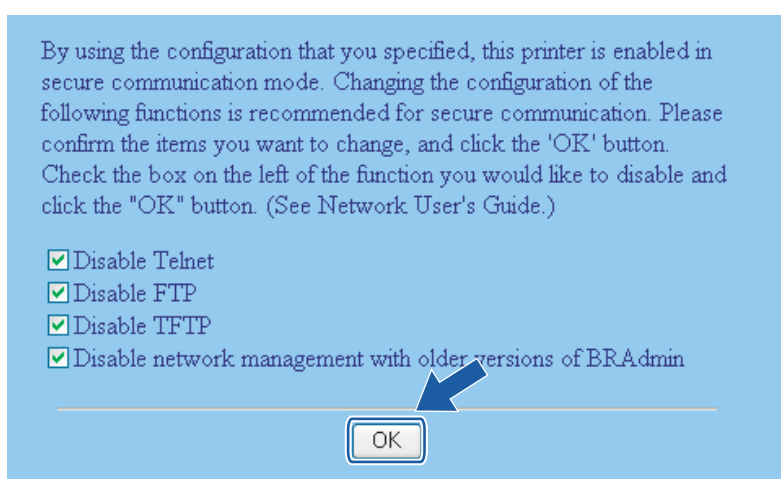 By using the configuration that you specified, this printer is enabled in
secure communication mode. Changing the configuration of the
following functions is recommended for secure communication. Please
confirm the items you want to change, and click the 'OK' button.
Check the box on the left of the function you would like to disable and
click the "OK" button. (See Network User's Guide.)
Disable Telnet
Disable FTP
Disable TFTP
Disable network management with older versions of BRAdmin
OK